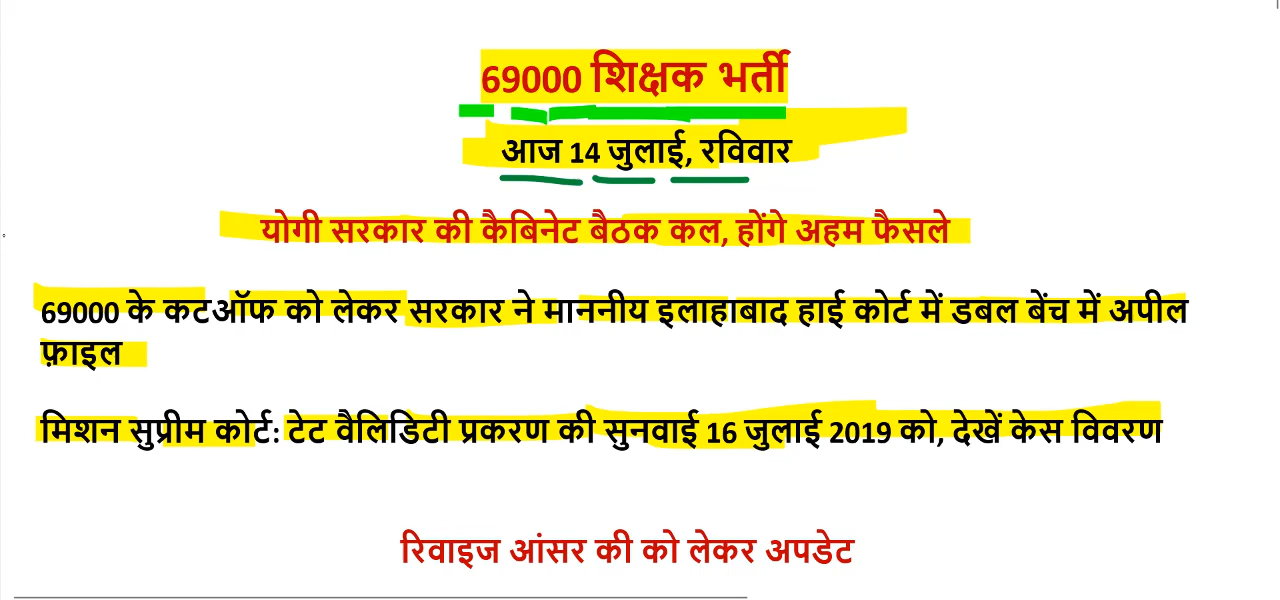 69000 शिक्षक भर्ती
आज 14 जुलाई, रविवार
योगी सरकार की कैबिनेट बैठक कल, होंगे अहम फैसले
69000 के कटऑफ को लेकर सरकार ने माननीय इलाहाबाद हाई कोर्ट में डबल बेंच में अपील
फ़ाइल
मिशन सुप्रीम कोर्ट: टेट वैलिडिटी प्रकरण की सुनवाई 16 जुलाई 2019 को, देखें केस विवरण
रिवाइज आंसर की को लेकर अपडेट